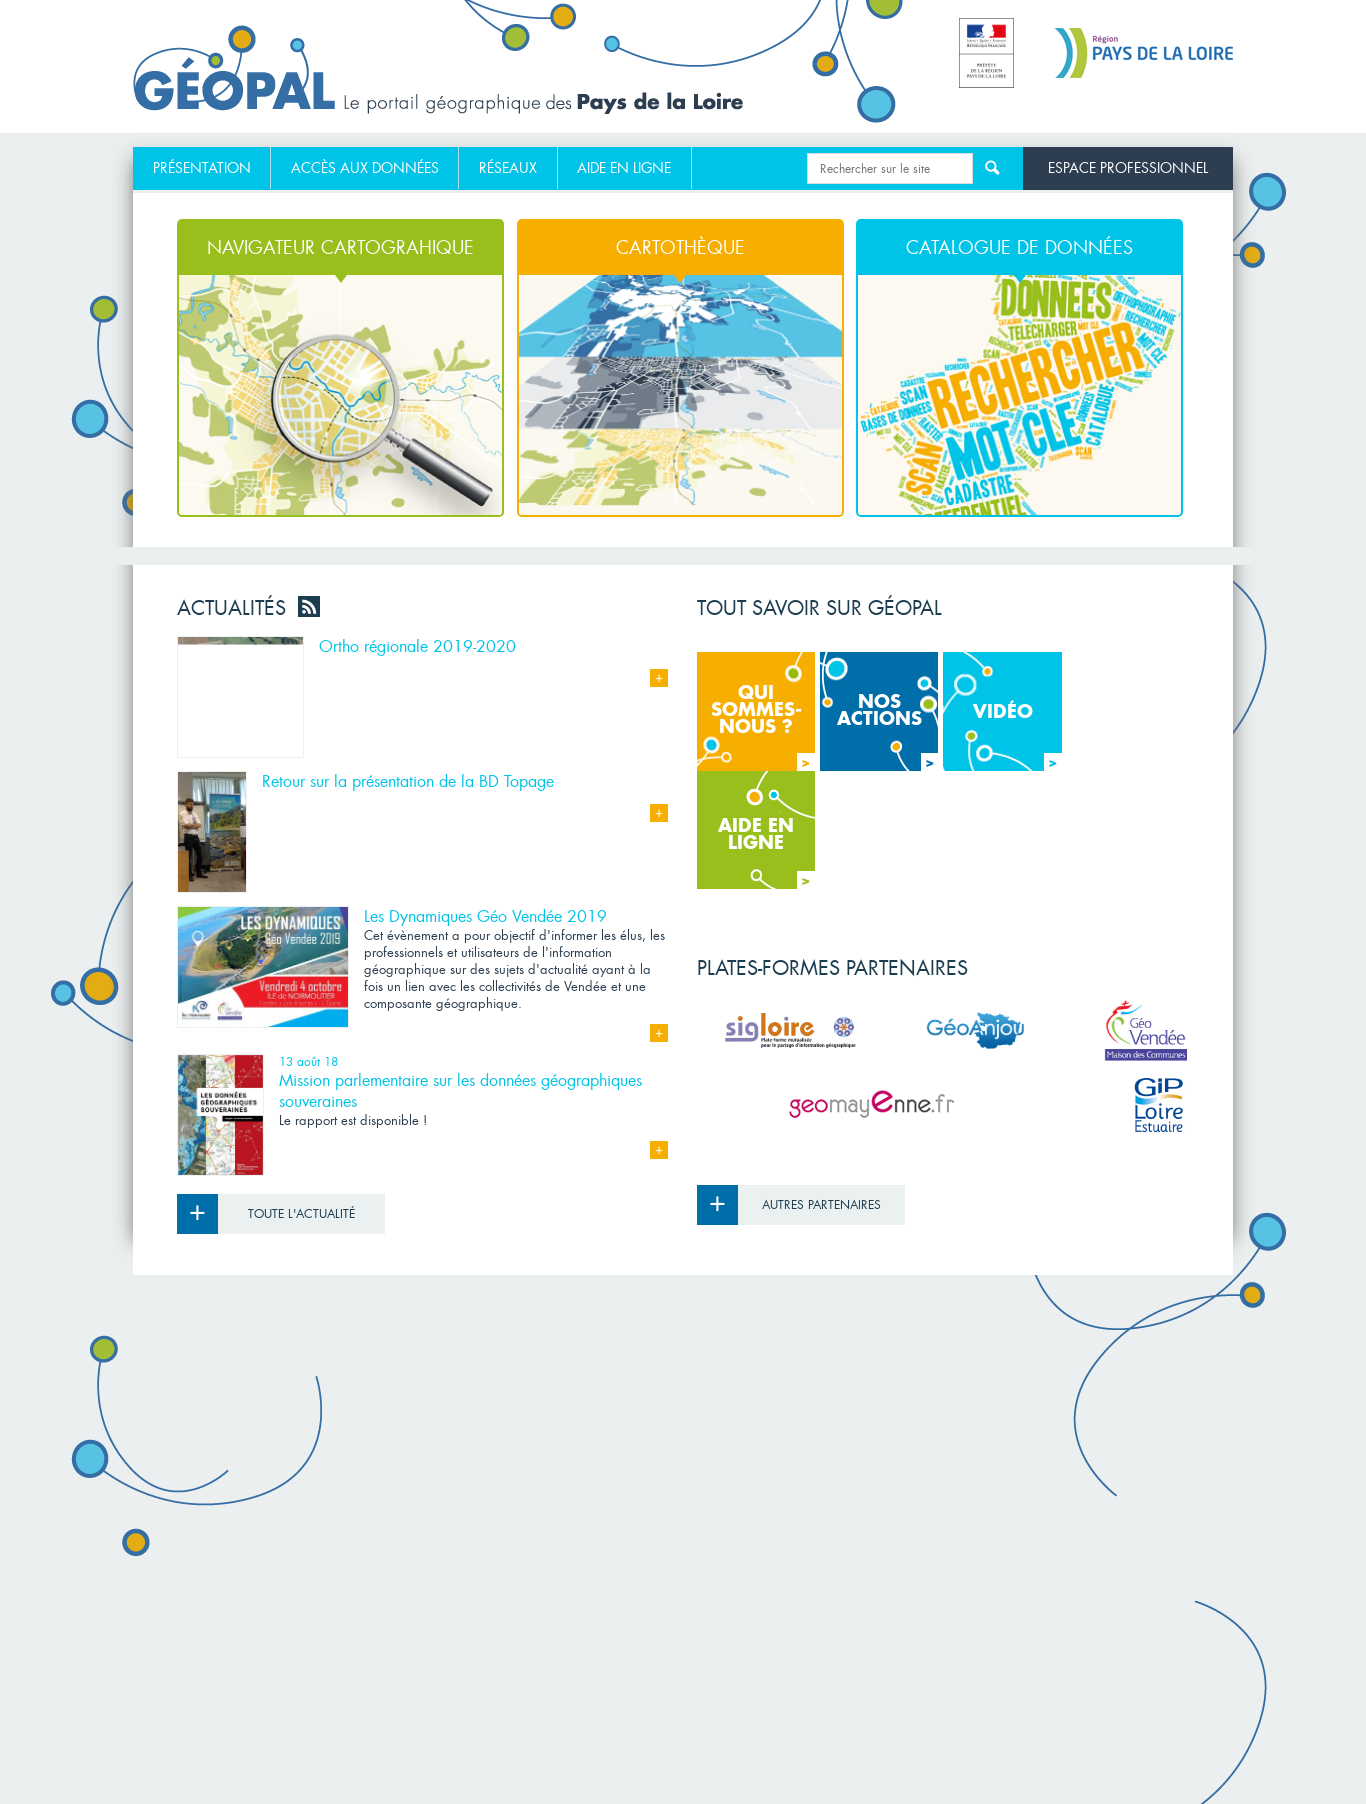 GÉOPAL Le portail géographique des Pays de la Loire
PRÉFÈTE
DE LA RÉGION
PAYS DE LA LOIRE
Région
PAYS DE LA LOIRE
PRÉSENTATION
ACCÈS AUX DONNÉES
RÉSEAUX
AIDE EN LIGNE
Rechercher sur le site
ESPACE PROFESSIONNEL
NAVIGATEUR CARTOGRAHIQUE
CARTOTHÈQUE
CATALOGUE DE DONNÉES
DONNEES
ORTHOPHOTOGRAPHIE
TELECHARGER
RECHERCHER
MOT CLE
BASES DE DONNEES
SCAN
CADASTRE
CATALOGUE
ACTUALITÉS
Ortho régionale 2019-2020
+
Retour sur la présentation de la BD Topage
+
LES DYNAMIQUES
Géo Vendée 2019
Vendredi 4 octobre
ÎLE de NOIRMOUTIER
Les Dynamiques Géo Vendée 2019
Cet évènement a pour objectif d'informer les élus, les
professionnels et utilisateurs de l'information
géographique sur des sujets d'actualité ayant à la
fois un lien avec les collectivités de Vendée et une
composante géographique.
+
LES DONNÉES
GÉOGRAPHIQUES
SOUVERAINES
13 août 18
Mission parlementaire sur les données géographiques
souveraines
Le rapport est disponible !
+
+ TOUTE L'ACTUALITÉ
TOUT SAVOIR SUR GÉOPAL
QUI
SOMMES-
NOUS ?
>
NOS
ACTIONS
>
VIDÉO
>
AIDE EN
LIGNE
>
PLATES-FORMES PARTENAIRES
sigloire
Plate-forme mutualisée
pour le partage d'information géographique
GéoAnjou
Géo
Vendée
Maison des Communes
geomayenne.fr
GIP
Loire
Estuaire
+ AUTRES PARTENAIRES